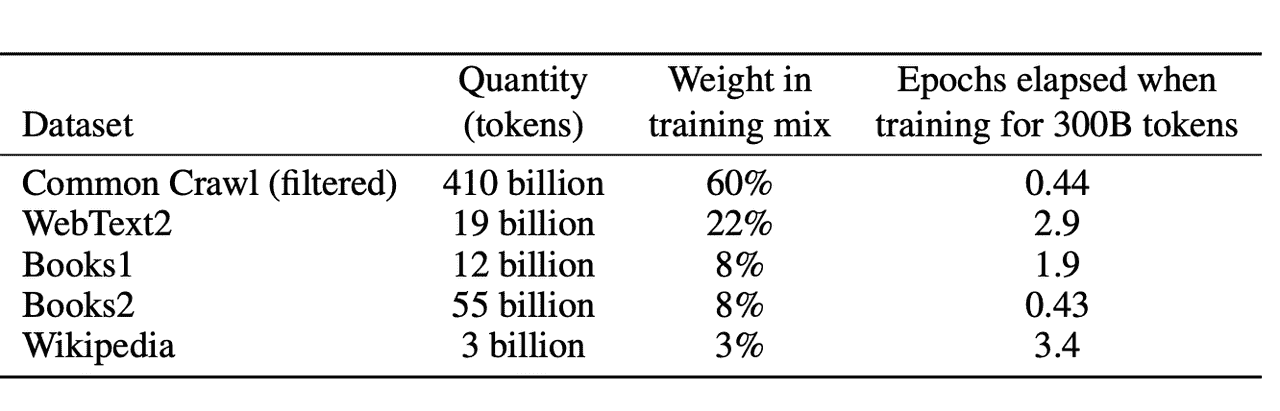 Quantity Weight in Epochs elapsed when
Dataset (tokens) training mix training for 300B tokens
Common Crawl (filtered) 410 billion 60% 0.44
WebText2 19 billion 22% 2.9
Books1 12 billion 8% 1.9
Books2 55 billion 8% 0.43
Wikipedia 3 billion 3% 3.4